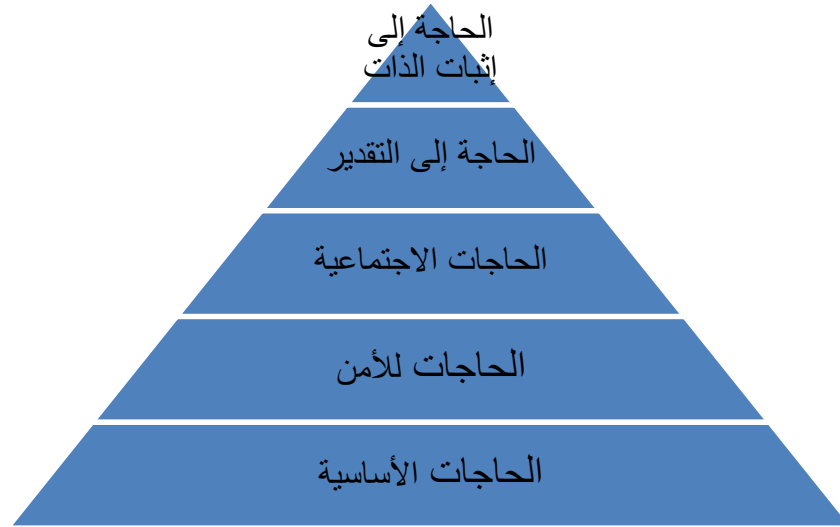 الحاجة إلى
إثبات الذات
الحاجة إلى التقدير
الحاجات الاجتماعية
الحاجات للأمن
الحاجات الأساسية